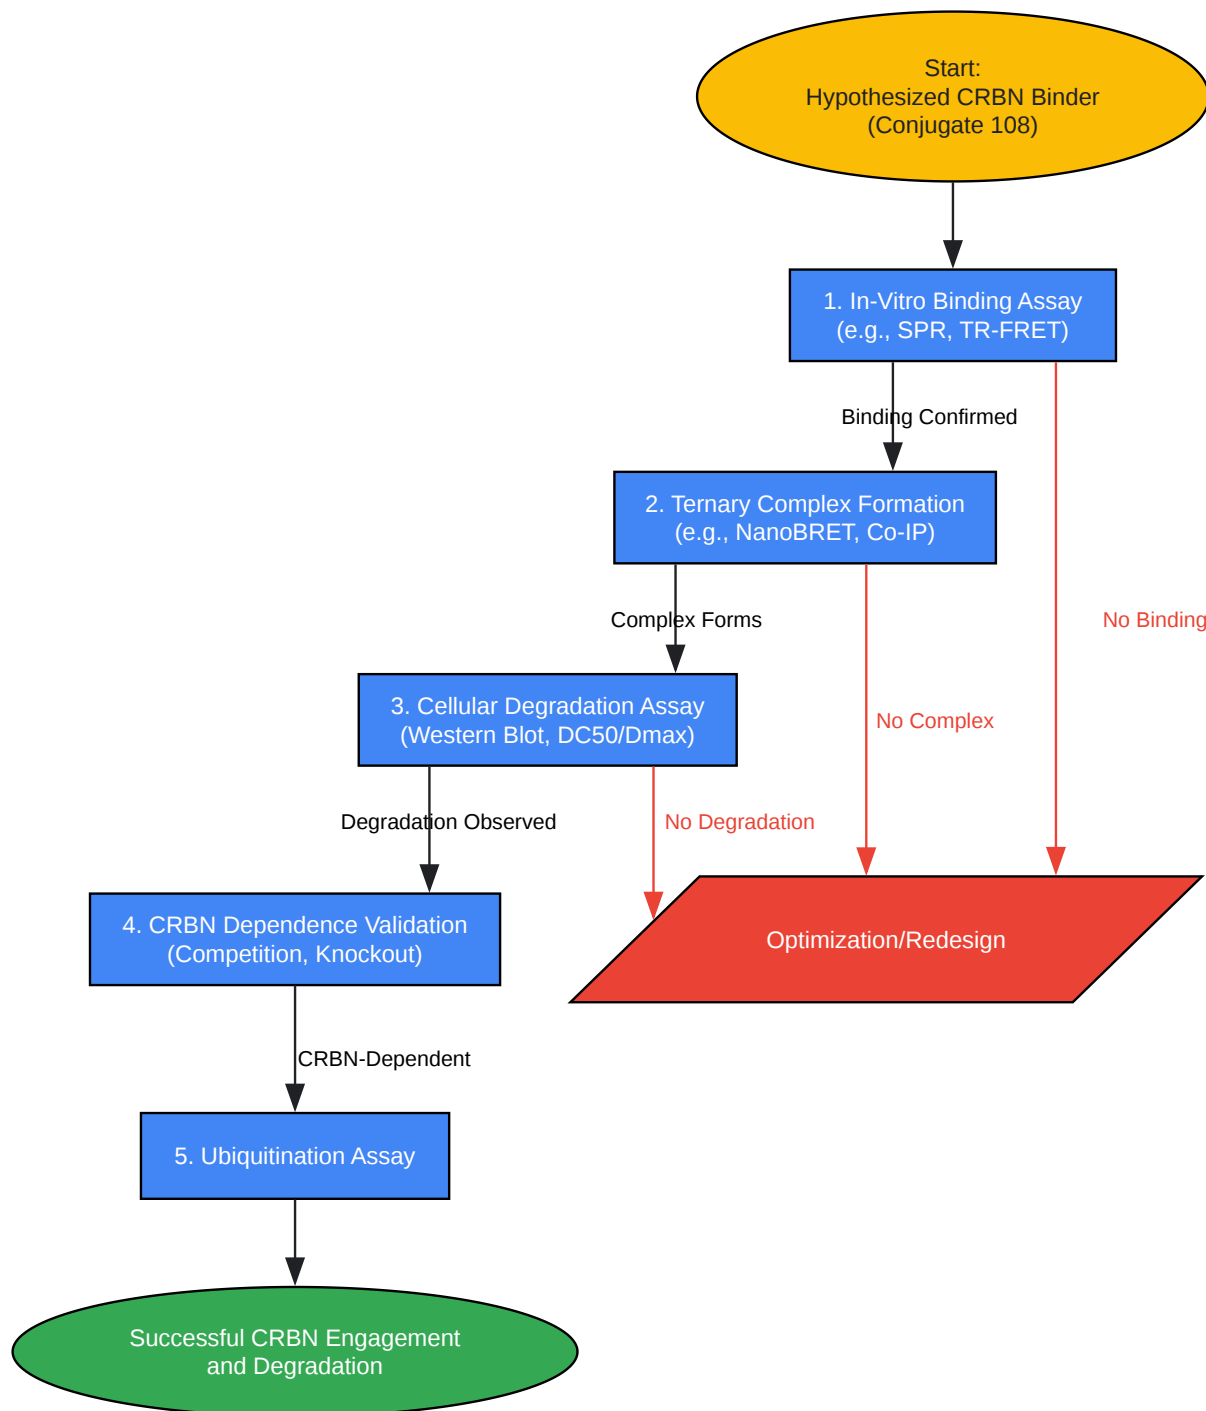 Start:
Hypothesized CRBN Binder
(Conjugate 108)
1. In-Vitro Binding Assay
(e.g., SPR, TR-FRET)
Binding Confirmed
2. Ternary Complex Formation
(e.g., NanoBRET, Co-IP)
Complex Forms
No Binding
3. Cellular Degradation Assay
(Western Blot, DC50/Dmax)
No Complex
Degradation Observed
No Degradation
4. CRBN Dependence Validation
(Competition, Knockout)
Optimization/Redesign
CRBN-Dependent
5. Ubiquitination Assay
Successful CRBN Engagement
and Degradation